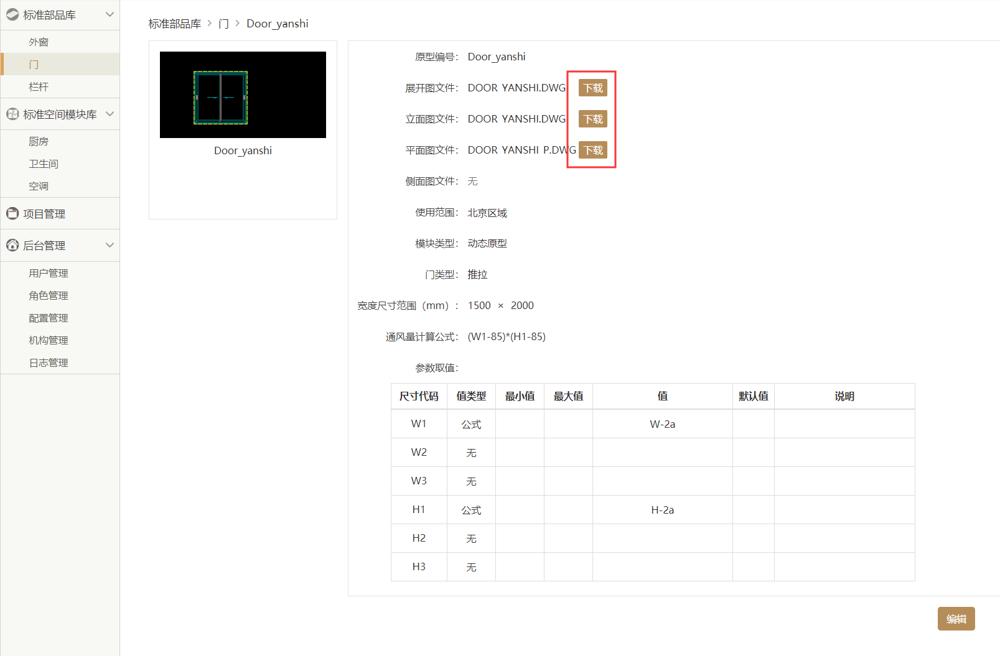 标准部品库
外窗
门
栏杆
标准空间模块库
厨房
卫生间
空调
项目管理
后台管理
用户管理
角色管理
配置管理
机构管理
日志管理
标准部品库 > 门 > Door_yanshi
Door_yanshi
原型编号： Door_yanshi
展开图文件： DOOR YANSHI.DWG 下载
立面图文件： DOOR YANSHI.DWG 下载
平面图文件： DOOR YANSHI P.DWG 下载
侧面图文件： 无
使用范围： 北京区域
模块类型： 动态原型
门类型： 推拉
宽度尺寸范围（mm）： 1500 × 2000
通风量计算公式： (W1-85)*(H1-85)
参数取值：
尺寸代码 值类型 最小值 最大值 值 默认值 说明
W1 公式 W-2a
W2 无
W3 无
H1 公式 H-2a
H2 无
H3 无
编辑